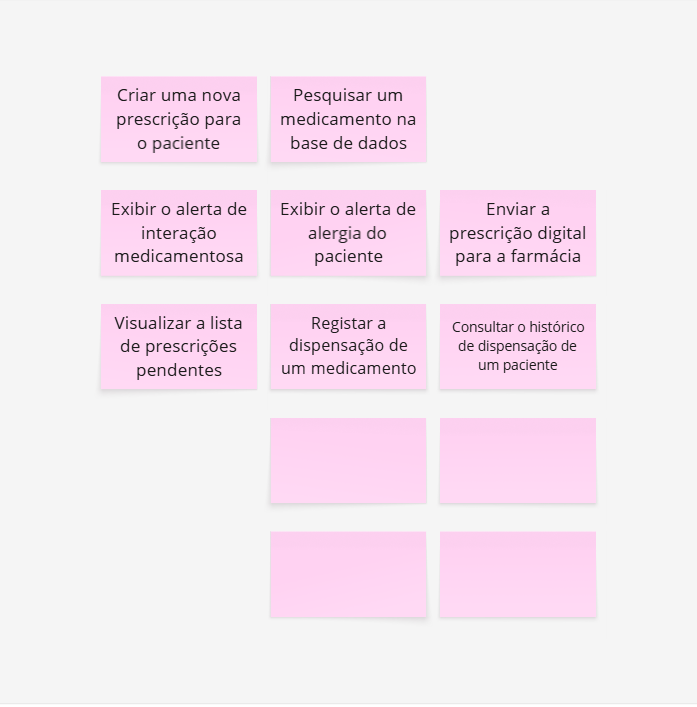 Criar uma nova
prescrição para
o paciente
Pesquisar um
medicamento na
base de dados
Exibir o alerta de
interação
medicamentosa
Exibir o alerta de
alergia do
paciente
Enviar a
prescrição digital
para a farmácia
Visualizar a lista
de prescrições
pendentes
Registar a
dispensação de
um medicamento
Consultar o histórico
de dispensação de
um paciente